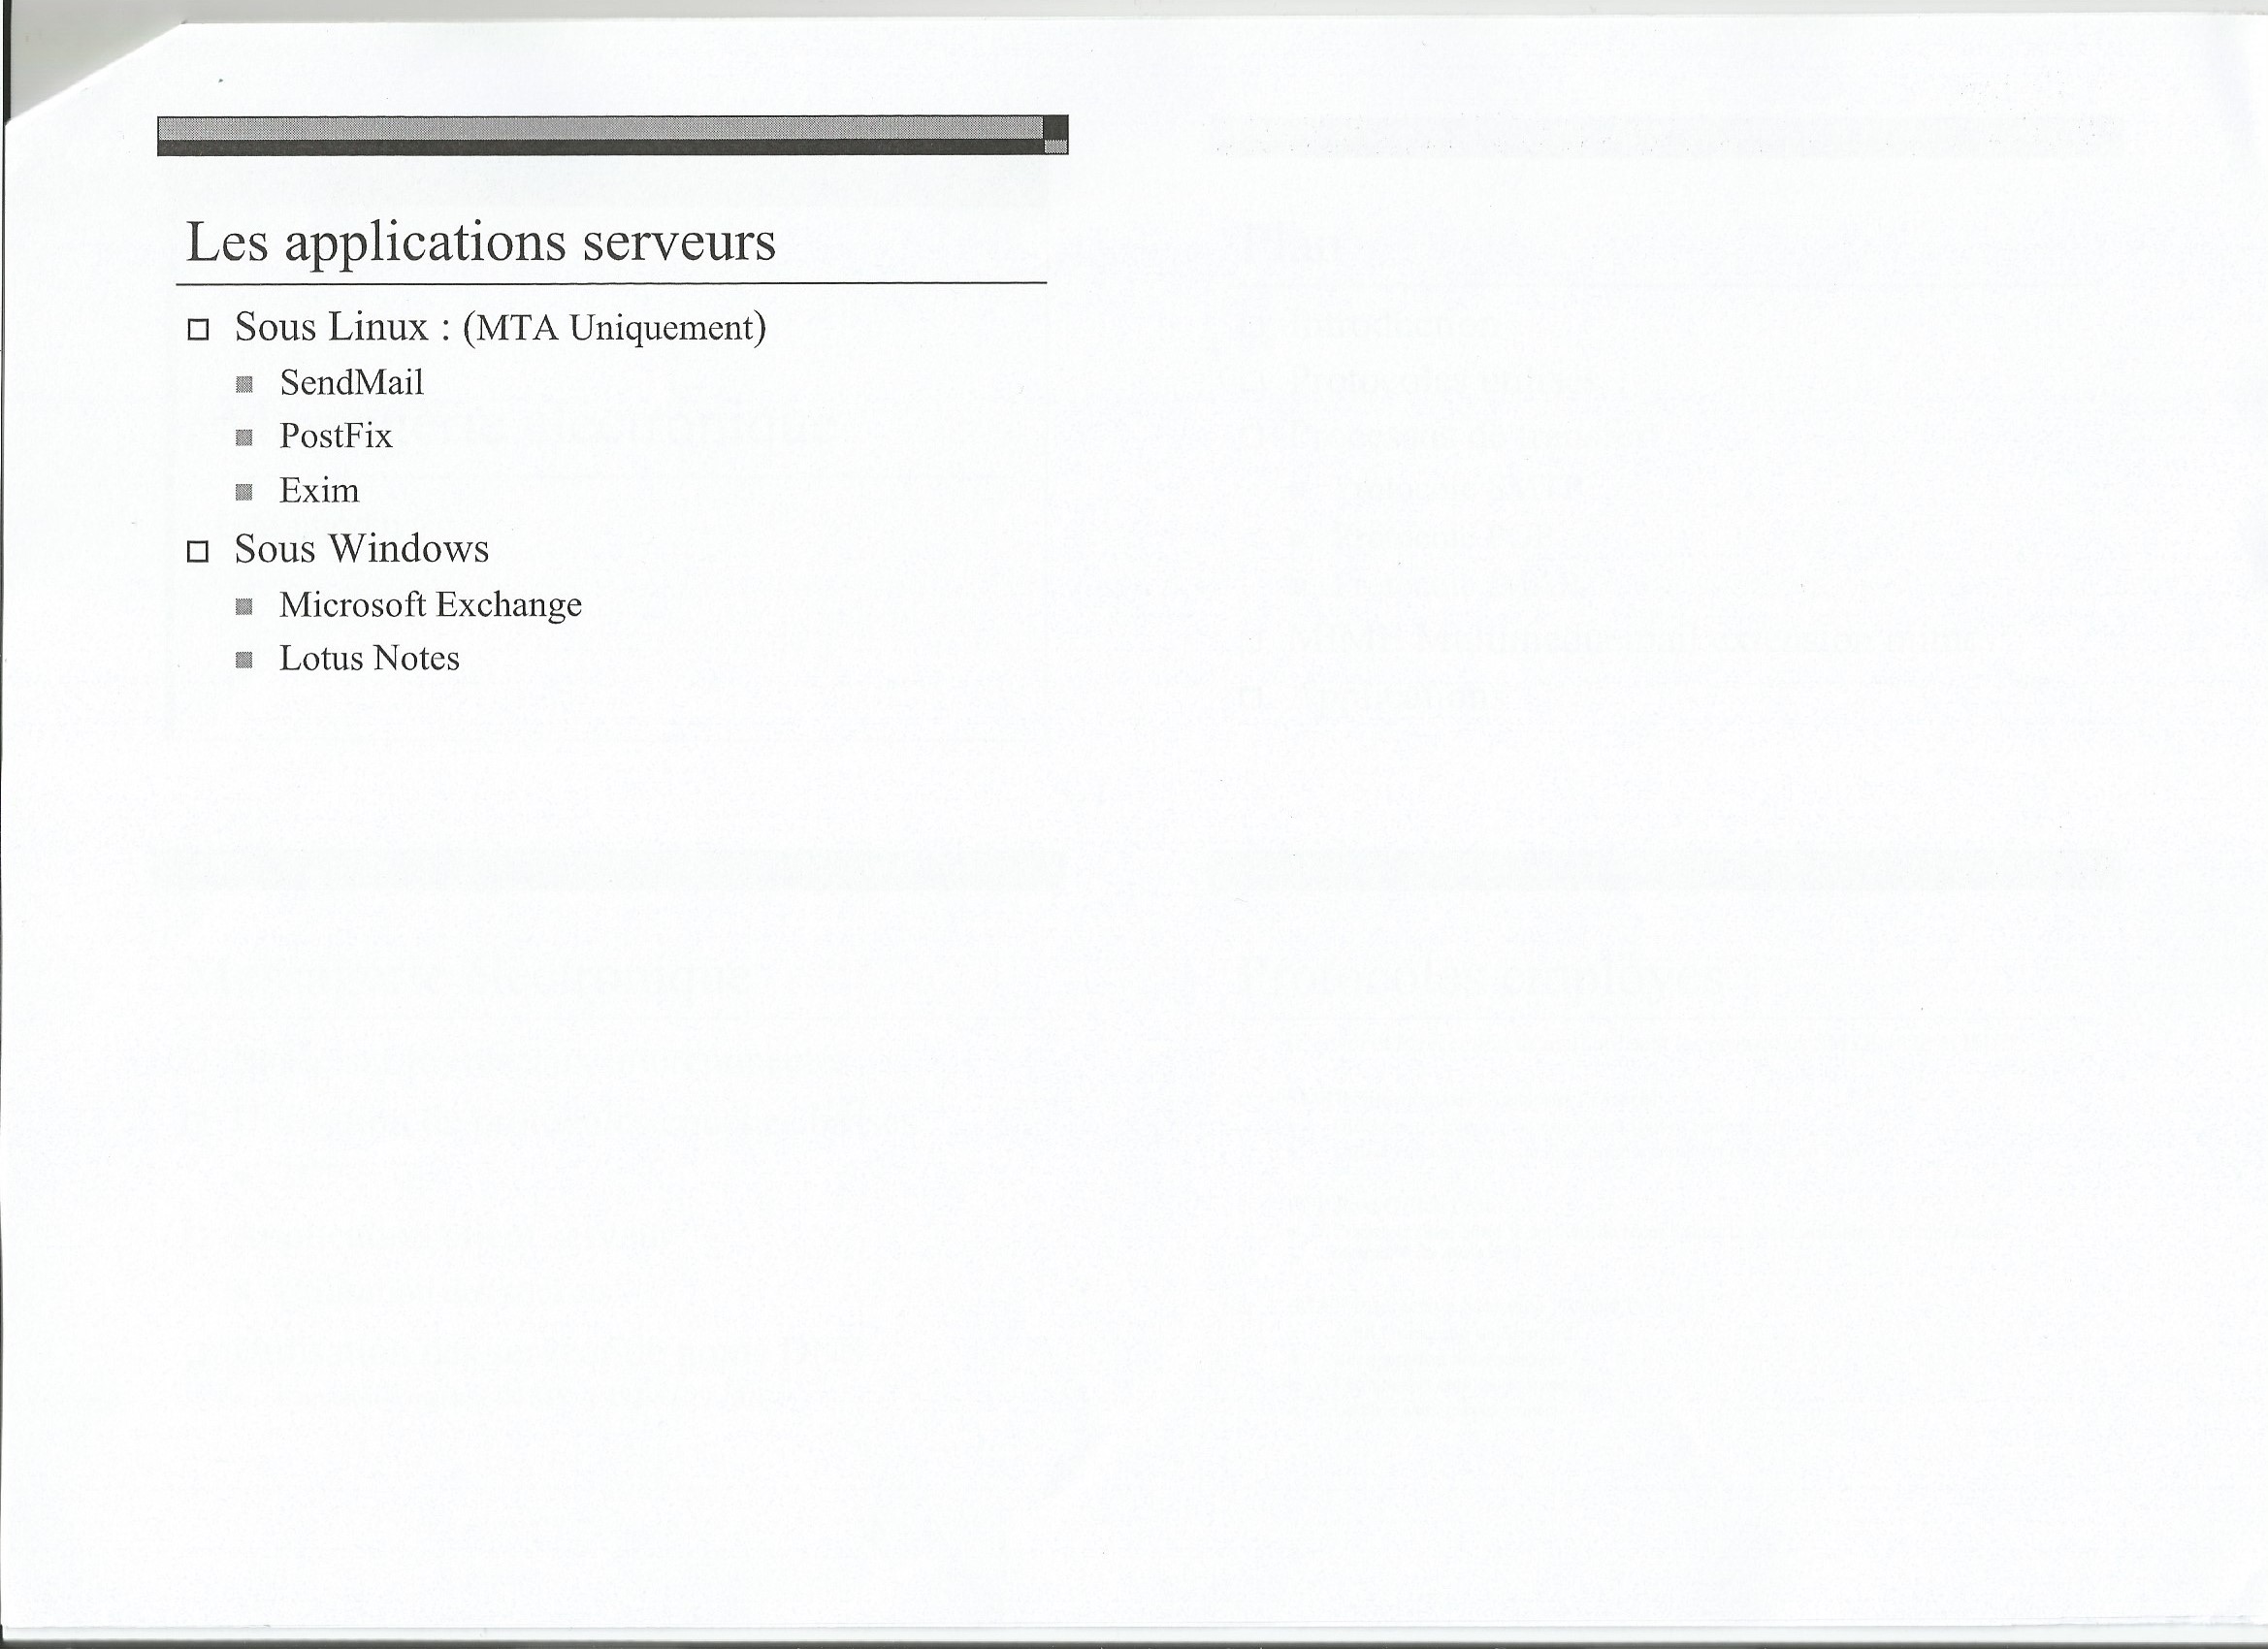 Les applications serveurs
Sous Linux : (MTA Uniquement)
SendMail
PostFix
Exim
Sous Windows
Microsoft Exchange
Lotus Notes